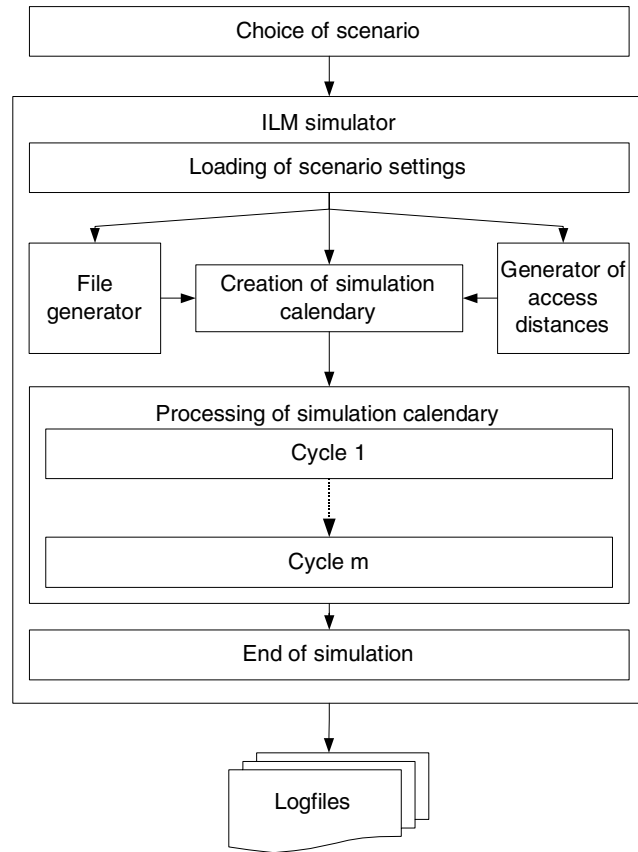 Choice of scenario
ILM simulator
Loading of scenario settings
File
generator
Creation of simulation
calendary
Generator of
access
distances
Processing of simulation calendary
Cycle 1
Cycle m
End of simulation
Logfiles